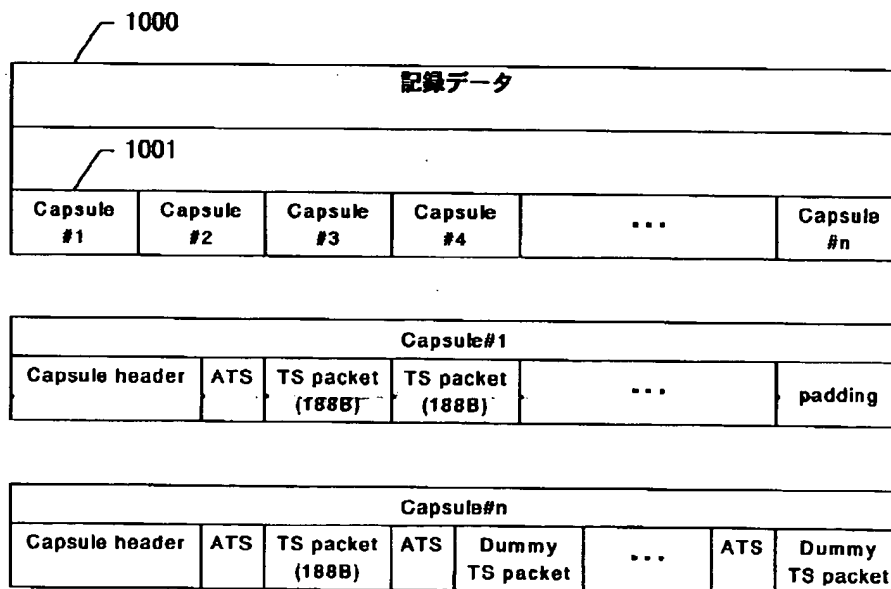 1000
記録データ
1001
Capsule #1
Capsule #2
Capsule #3
Capsule #4
...
Capsule #n
Capsule#1
Capsule header
ATS
TS packet (188B)
TS packet (188B)
...
padding
Capsule#n
Capsule header
ATS
TS packet (188B)
ATS
Dummy TS packet
...
ATS
Dummy TS packet